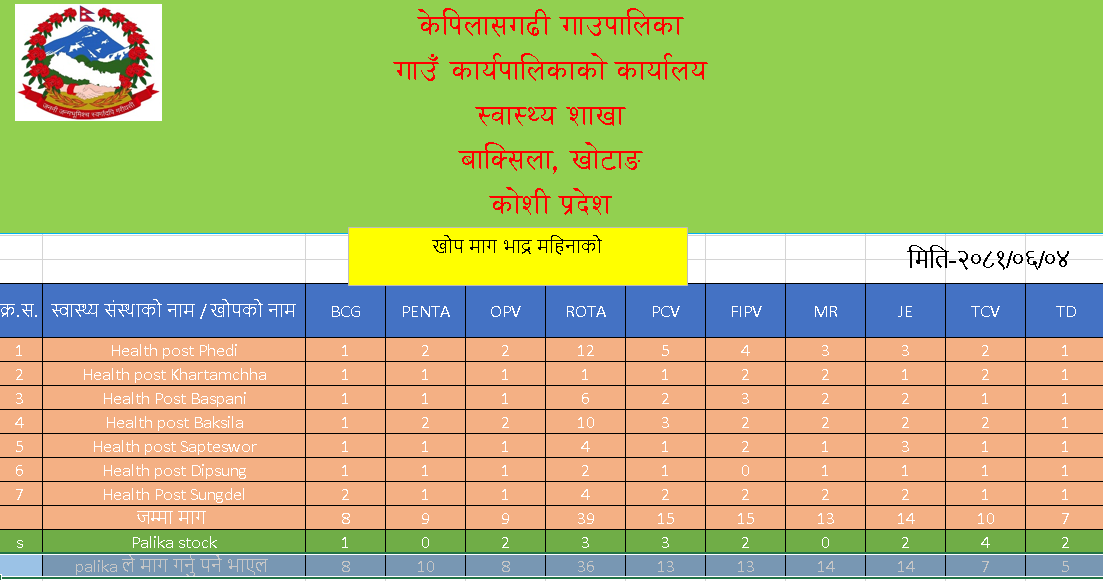 केपिलासगढी गाउपालिका
गाउँ कार्यपालिकाको कार्यालय
स्वास्थ्य शाखा
बाक्सिला, खोटाङ
कोशी प्रदेश
जननी जन्मभूमिश्च स्वर्गादपि गरीयसी
खोप माग भाद्र महिनाको
मिति-२०८१/०६/०४
क्र.स. स्वास्थ्य संस्थाको नाम / खोपको नाम BCG PENTA OPV ROTA PCV FIPV MR JE TCV TD
1 Health post Phedi 1 2 2 12 5 4 3 3 2 1
2 Health post Khartamchha 1 1 1 1 1 2 2 1 2 1
3 Health Post Baspani 1 1 1 6 2 3 2 2 1 1
4 Health post Baksila 1 2 2 10 3 2 2 2 2 1
5 Health post Sapteswor 1 1 1 4 1 2 1 3 1 1
6 Health post Dipsung 1 1 1 2 1 0 1 1 1 1
7 Health Post Sungdel 2 1 1 4 2 2 2 2 1 1
जम्मा माग 8 9 9 39 15 15 13 14 10 7
s Palika stock 1 0 2 3 3 2 0 2 4 2
palika ले माग गर्नु पर्ने भाएल 8 10 8 36 13 13 14 14 7 5